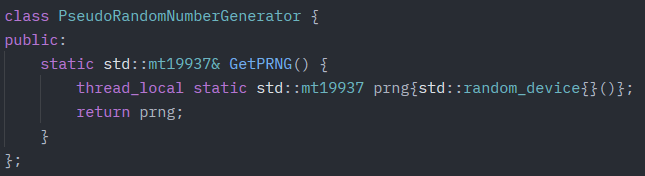 class PseudoRandomNumberGenerator {
public:
    static std::mt19937& GetPRNG() {
        thread_local static std::mt19937 prng{std::random_device{}()};
        return prng;
    }
};